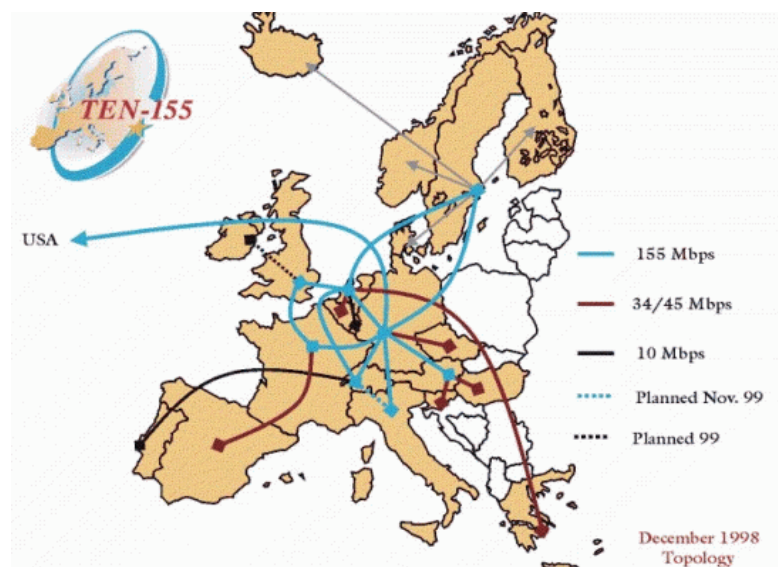 TEN-155
USA
155 Mbps
34/45 Mbps
10 Mbps
Planned Nov. 99
Planned 99
December 1998
Topology